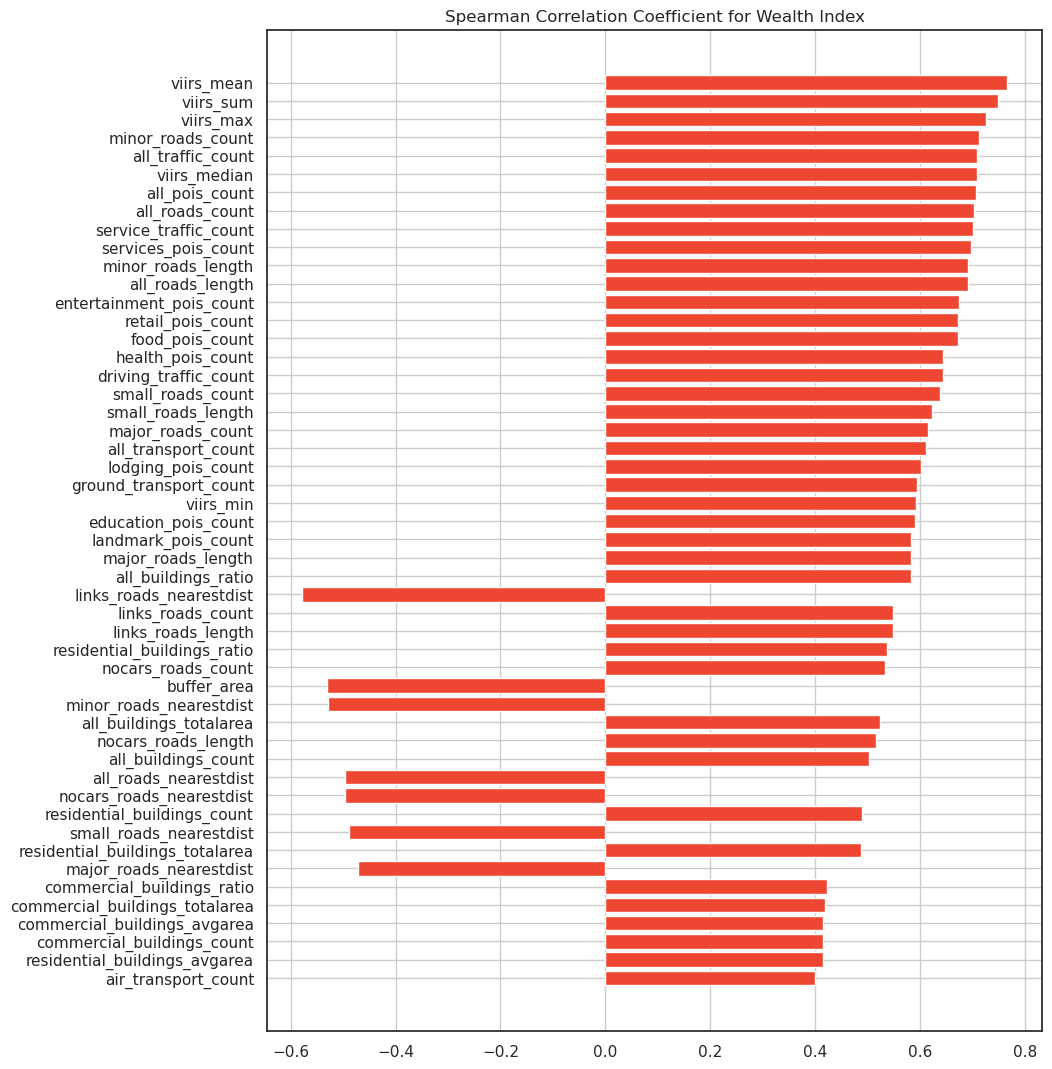 Spearman Correlation Coefficient for Wealth Index
viirs_mean
viirs_sum
viirs_max
minor_roads_count
all_traffic_count
viirs_median
all_pois_count
all_roads_count
service_traffic_count
services_pois_count
minor_roads_length
all_roads_length
entertainment_pois_count
retail_pois_count
food_pois_count
health_pois_count
driving_traffic_count
small_roads_count
small_roads_length
major_roads_count
all_transport_count
lodging_pois_count
ground_transport_count
viirs_min
education_pois_count
landmark_pois_count
major_roads_length
all_buildings_ratio
links_roads_nearestdist
links_roads_count
links_roads_length
residential_buildings_ratio
nocars_roads_count
buffer_area
minor_roads_nearestdist
all_buildings_totalarea
nocars_roads_length
all_buildings_count
all_roads_nearestdist
nocars_roads_nearestdist
residential_buildings_count
small_roads_nearestdist
residential_buildings_totalarea
major_roads_nearestdist
commercial_buildings_ratio
commercial_buildings_totalarea
commercial_buildings_avgarea
commercial_buildings_count
residential_buildings_avgarea
air_transport_count
−0.6 −0.4 −0.2 0.0 0.2 0.4 0.6 0.8